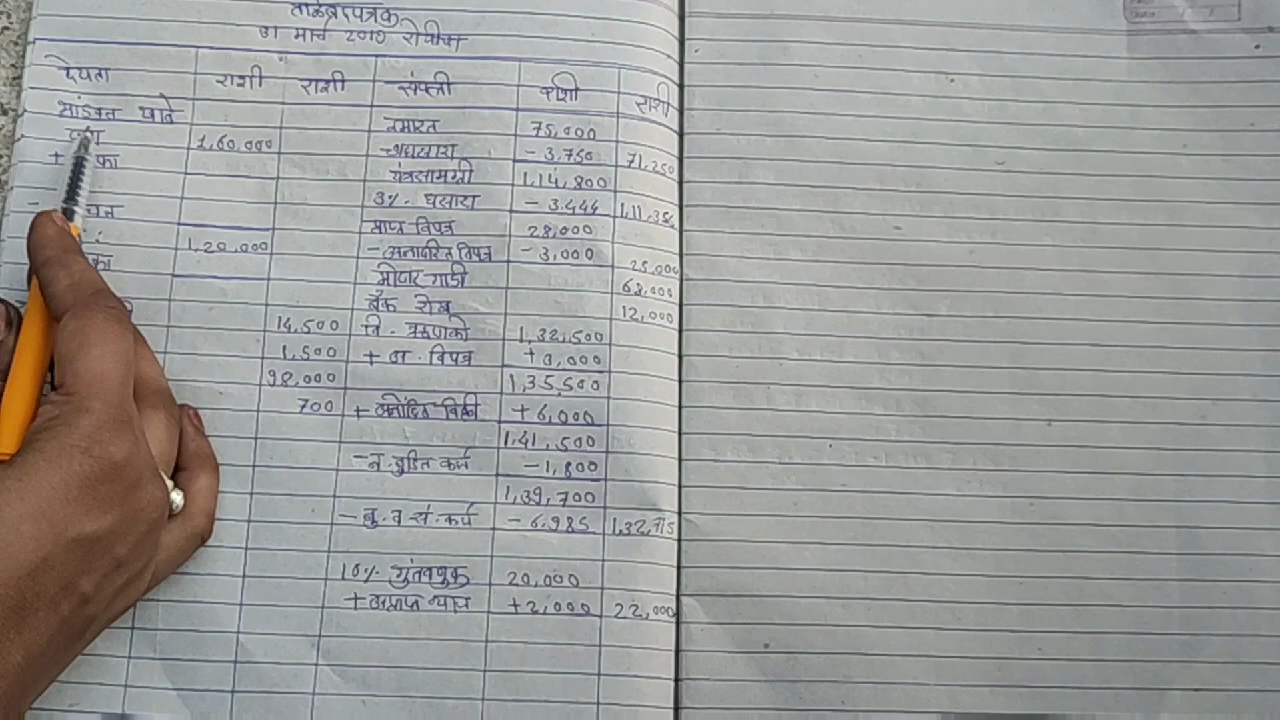 ताळेबंदपत्रक
31 मार्च 2010 रोजीचा
देयता राशी राशी संपत्ती राशी राशी
भांडवल खाते इमारत 75,000
1,60,000 - घसारा - 3,750 71,250
+ का यंत्रसामग्री 1,14,800
3% घसारा - 3,444 1,11,356
- चन प्राप्त विपत्र 28,000
1,20,000 - अनादरित विपत्र - 3,000 25,000
का मोटार गाडी 68,000
बँक शेष 12,000
14,500 वि. ऋणको 1,32,500
1,500 + अ. विपत्र + 3,000
98,000 1,35,500
700 + विक्री + 6,000
1,41,500
- न. बुडित कर्ज - 1,800
1,39,700
- बु. व सं. कर्ज - 6,985 1,32,715
10% गुंतवणुक 20,000
+ अप्राप्त व्याज + 2,000 22,000